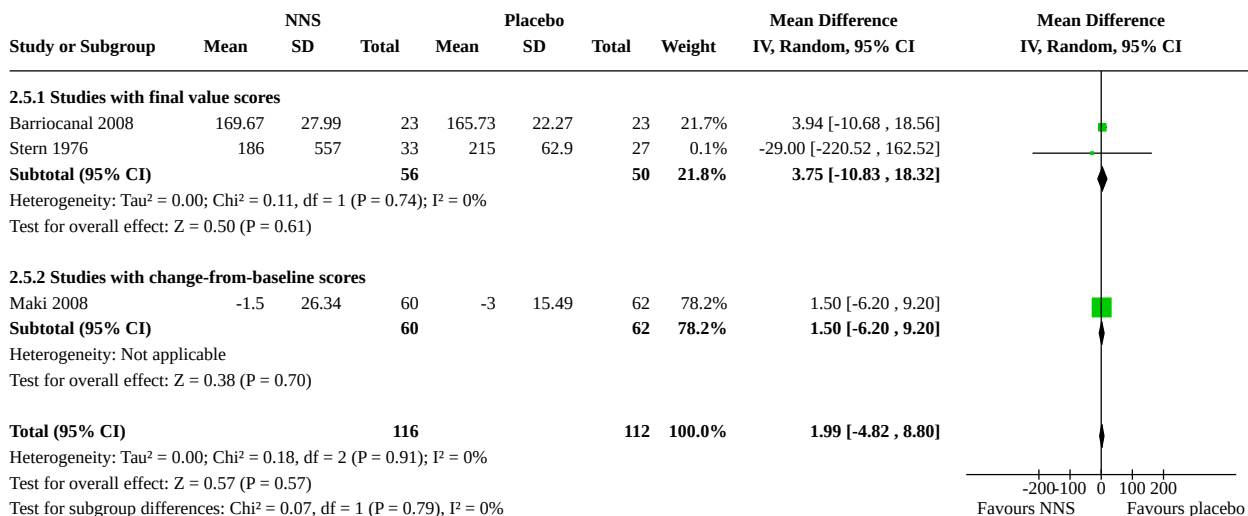 NNS Placebo Mean Difference Mean Difference
Study or Subgroup Mean SD Total Mean SD Total Weight IV, Random, 95% CI IV, Random, 95% CI
2.5.1 Studies with final value scores
Barriocanal 2008 169.67 27.99 23 165.73 22.27 23 21.7% 3.94 [-10.68 , 18.56]
Stern 1976 186 557 33 215 62.9 27 0.1% -29.00 [-220.52 , 162.52]
Subtotal (95% CI) 56 50 21.8% 3.75 [-10.83 , 18.32]
Heterogeneity: Tau² = 0.00; Chi² = 0.11, df = 1 (P = 0.74); I² = 0%
Test for overall effect: Z = 0.50 (P = 0.61)
2.5.2 Studies with change-from-baseline scores
Maki 2008 -1.5 26.34 60 -3 15.49 62 78.2% 1.50 [-6.20 , 9.20]
Subtotal (95% CI) 60 62 78.2% 1.50 [-6.20 , 9.20]
Heterogeneity: Not applicable
Test for overall effect: Z = 0.38 (P = 0.70)
Total (95% CI) 116 112 100.0% 1.99 [-4.82 , 8.80]
Heterogeneity: Tau² = 0.00; Chi² = 0.18, df = 2 (P = 0.91); I² = 0%
Test for overall effect: Z = 0.57 (P = 0.57)
-200 -100 0 100 200
Test for subgroup differences: Chi² = 0.07, df = 1 (P = 0.79), I² = 0% Favours NNS Favours placebo